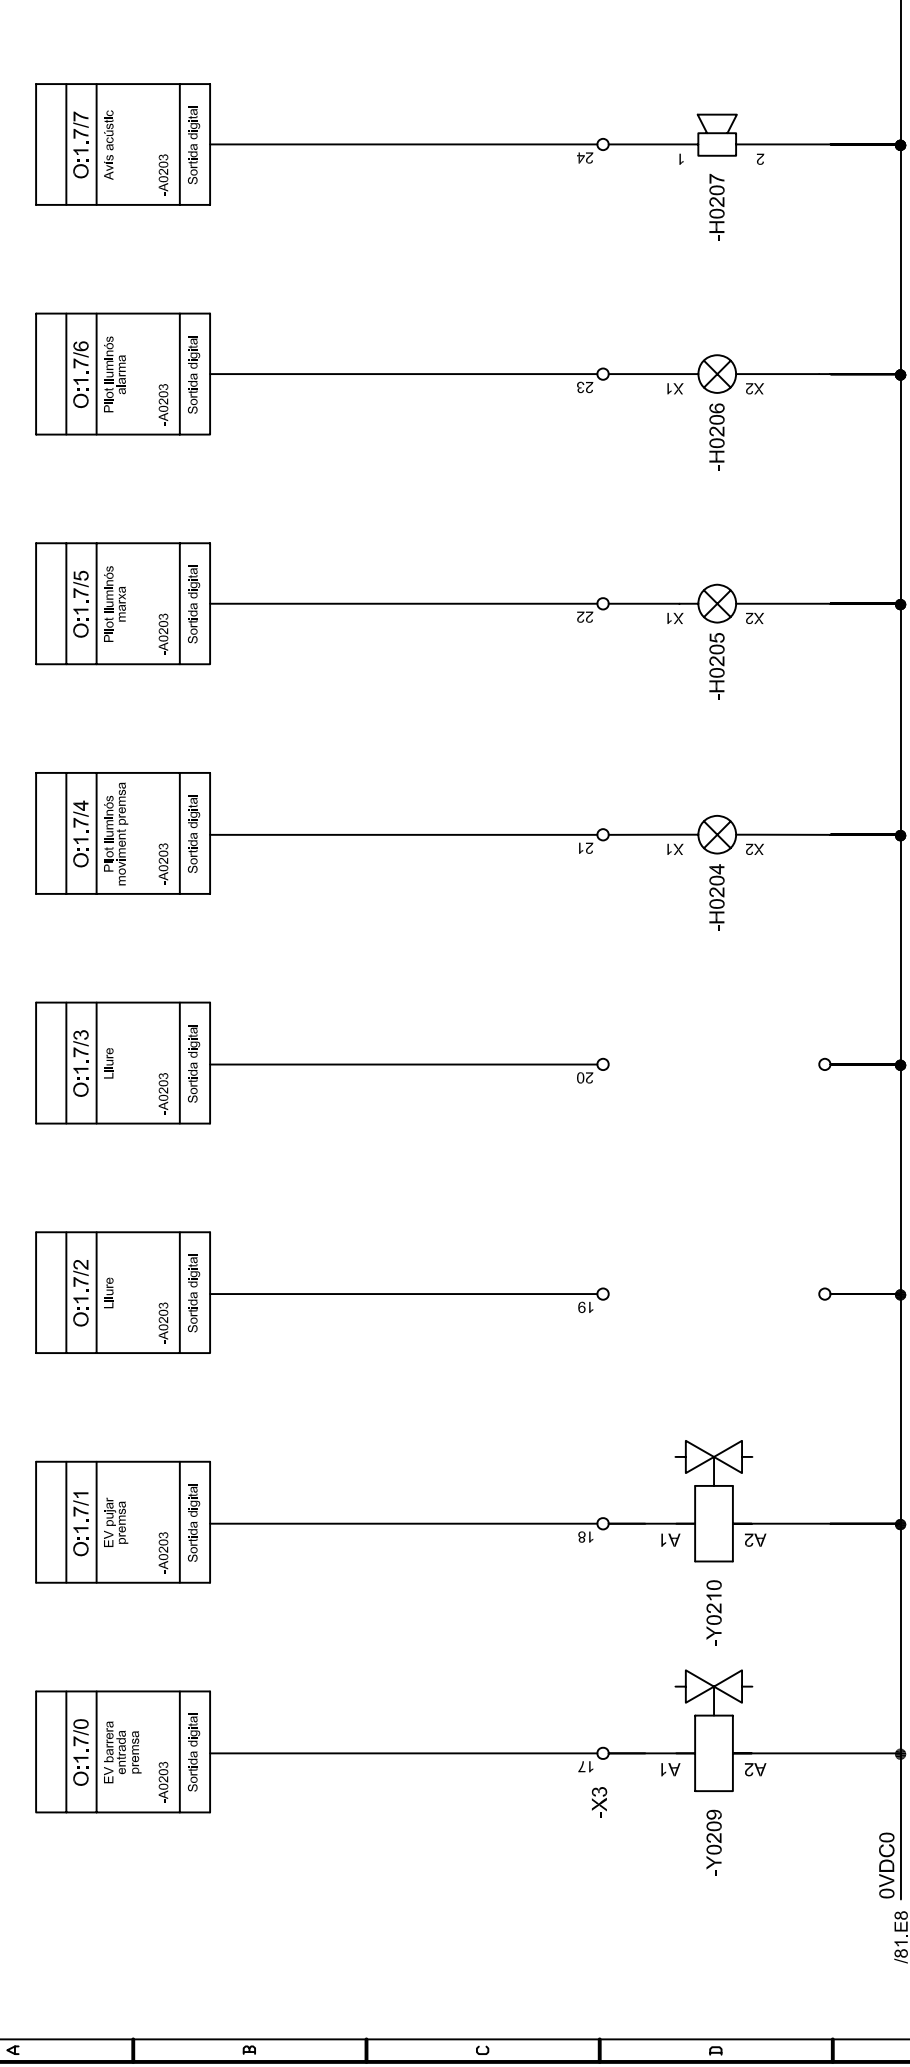 O:1.7/0
EV barrera
entrada
premsa
-A0203
Sortida digital
O:1.7/1
EV pujar
premsa
-A0203
Sortida digital
O:1.7/2
Lliure
-A0203
Sortida digital
O:1.7/3
Lliure
-A0203
Sortida digital
O:1.7/4
Pilot lluminós
moviment premsa
-A0203
Sortida digital
O:1.7/5
Pilot lluminós
marxa
-A0203
Sortida digital
O:1.7/6
Pilot lluminós
alarma
-A0203
Sortida digital
O:1.7/7
Avís acústic
-A0203
Sortida digital
-X3
17
18
19
20
21
22
23
24
-Y0209
A1
A2
-Y0210
A1
A2
-H0204
X1
X2
-H0205
X1
X2
-H0206
X1
X2
-H0207
1
2
/81.E8
0VDC0
A
B
C
D